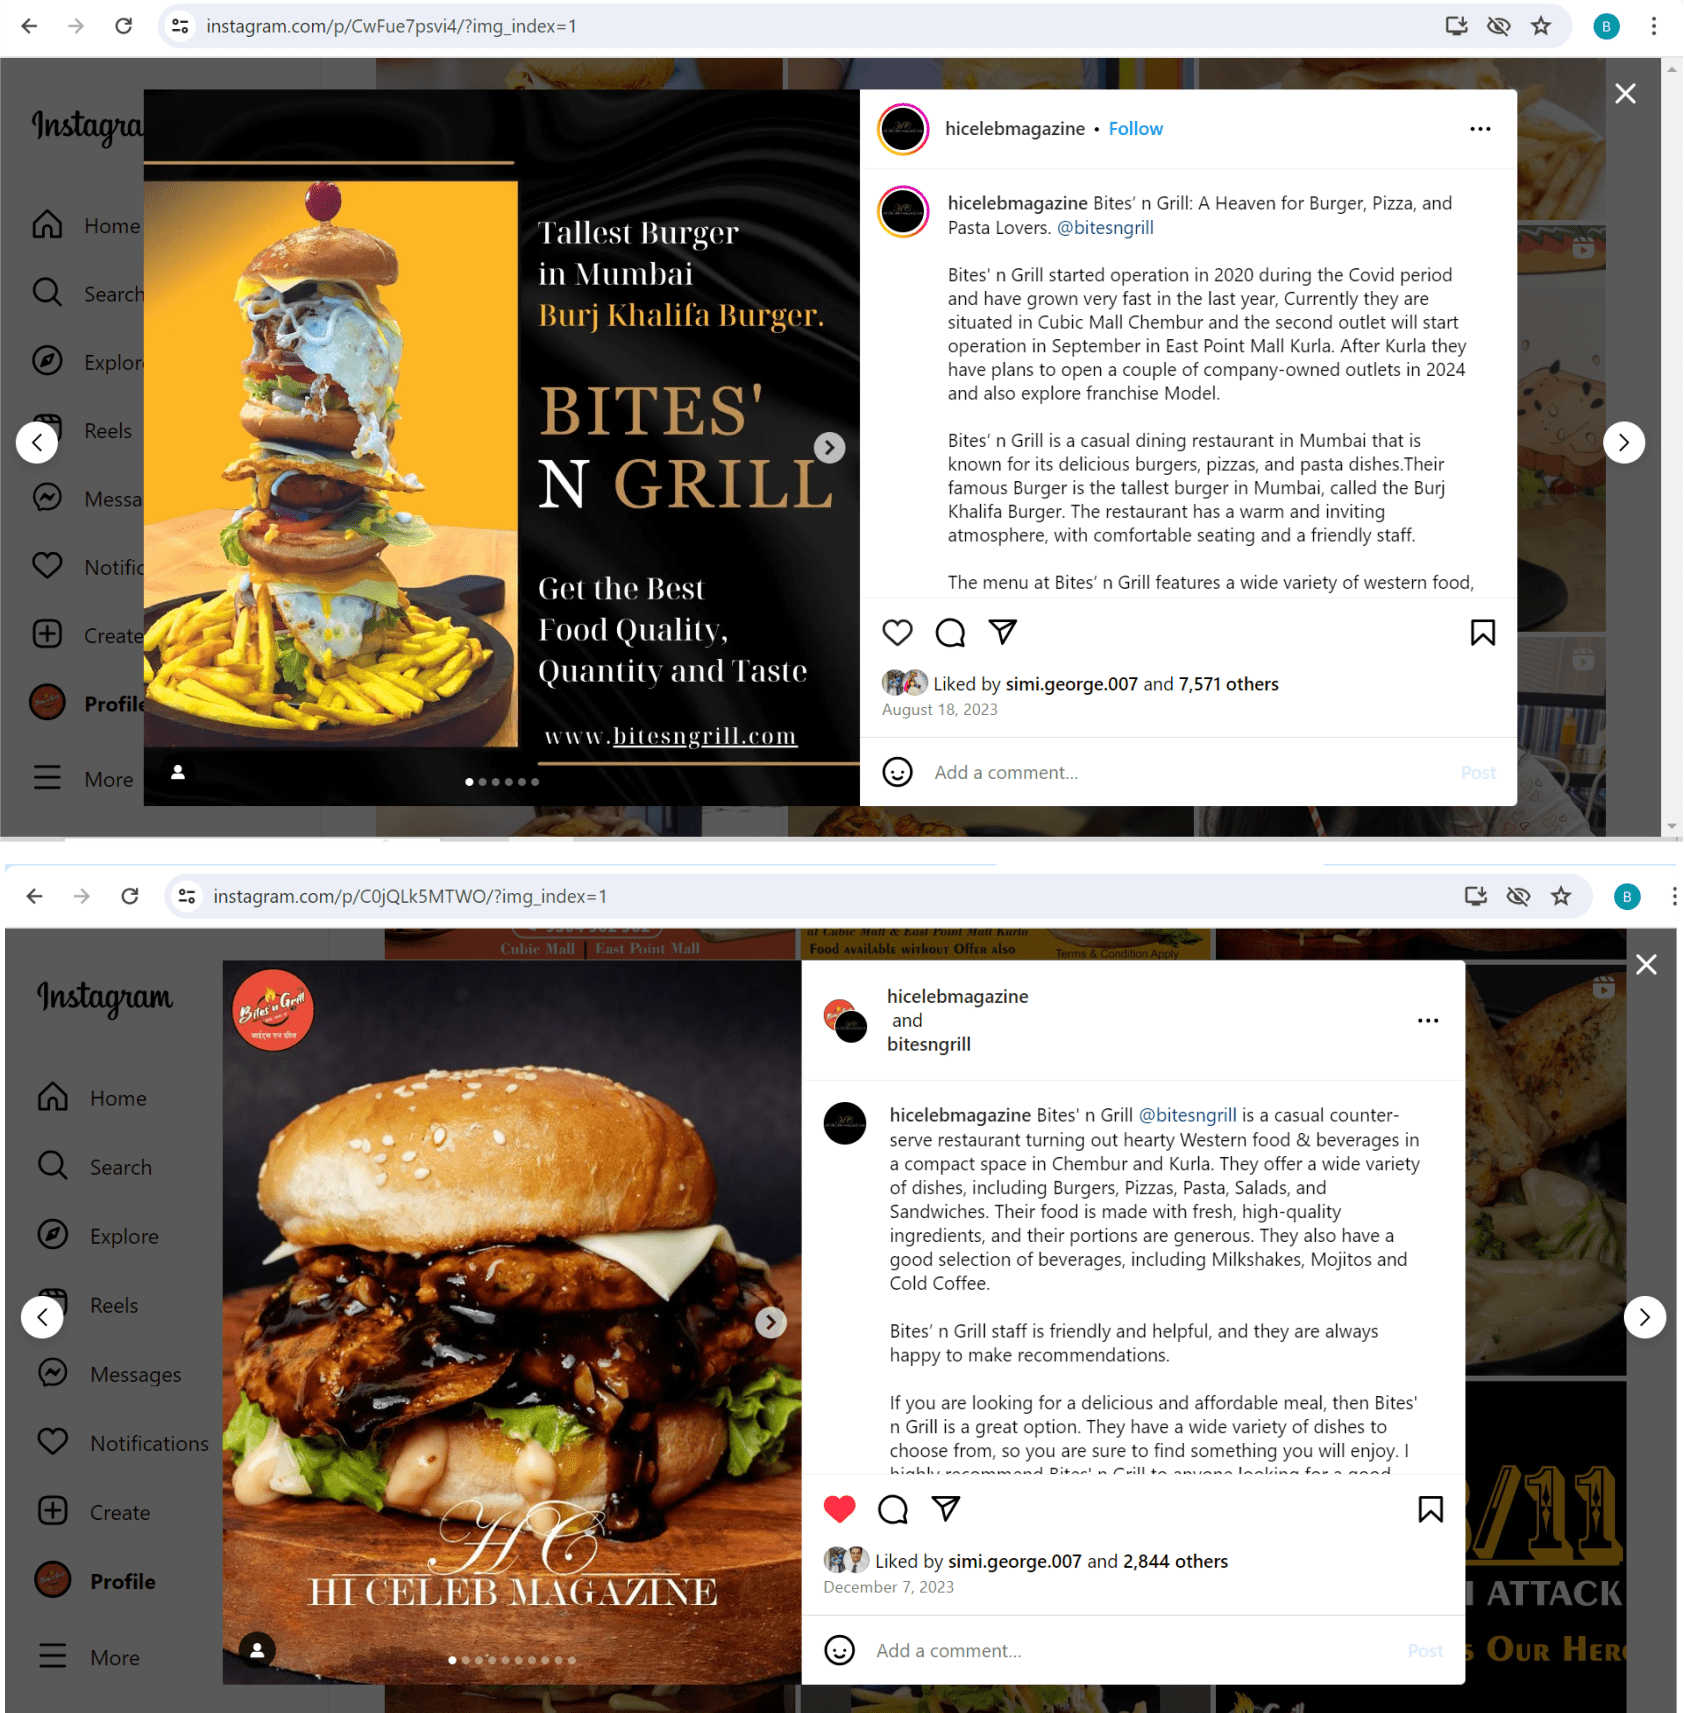 instagram.com/p/CwFue7psvi4/?img_index=1
B
Instagra
Home
Search
Explor
Reels
Messa
Notific
Create
Profile
More
Tallest Burger
in Mumbai
Burj Khalifa Burger.
BITES'
N GRILL
Get the Best
Food Quality,
Quantity and Taste
www.bitesngrill.com
hicelebmagazine • Follow
hicelebmagazine Bites’ n Grill: A Heaven for Burger, Pizza, and
Pasta Lovers. @bitesngrill
Bites' n Grill started operation in 2020 during the Covid period
and have grown very fast in the last year, Currently they are
situated in Cubic Mall Chembur and the second outlet will start
operation in September in East Point Mall Kurla. After Kurla they
have plans to open a couple of company-owned outlets in 2024
and also explore franchise Model.
Bites’ n Grill is a casual dining restaurant in Mumbai that is
known for its delicious burgers, pizzas, and pasta dishes.Their
famous Burger is the tallest burger in Mumbai, called the Burj
Khalifa Burger. The restaurant has a warm and inviting
atmosphere, with comfortable seating and a friendly staff.
The menu at Bites’ n Grill features a wide variety of western food,
Liked by simi.george.007 and 7,571 others
August 18, 2023
Add a comment...
Post
instagram.com/p/C0jQLk5MTWO/?img_index=1
B
Cubic Mall | East Point Mall
at Cubic Mall & East Point Mall Kurla
Food available without Offer also
Terms & Condition Apply
Instagram
Home
Search
Explore
Reels
Messages
Notifications
Create
Profile
More
Bites'n Grill
बाईट्स एन ग्रिल
HC
HI CELEB MAGAZINE
hicelebmagazine
and
bitesngrill
hicelebmagazine Bites' n Grill @bitesngrill is a casual counter-
serve restaurant turning out hearty Western food & beverages in
a compact space in Chembur and Kurla. They offer a wide variety
of dishes, including Burgers, Pizzas, Pasta, Salads, and
Sandwiches. Their food is made with fresh, high-quality
ingredients, and their portions are generous. They also have a
good selection of beverages, including Milkshakes, Mojitos and
Cold Coffee.
Bites’ n Grill staff is friendly and helpful, and they are always
happy to make recommendations.
If you are looking for a delicious and affordable meal, then Bites'
n Grill is a great option. They have a wide variety of dishes to
choose from, so you are sure to find something you will enjoy. I
highly recommend Bites' n Grill to anyone looking for a good
Liked by simi.george.007 and 2,844 others
December 7, 2023
Add a comment...
Post
/11
ATTACK
Our Her